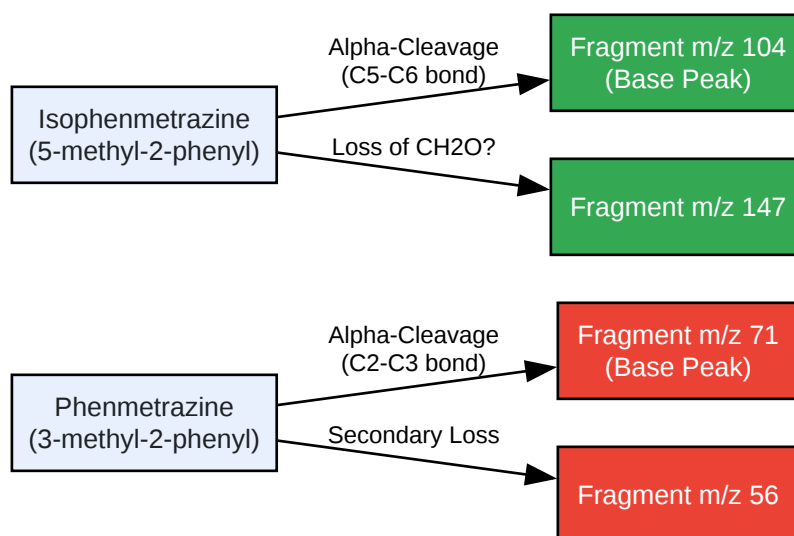 Alpha-Cleavage
(C5-C6 bond)
Fragment m/z 104
(Base Peak)
Isophenmetrazine
(5-methyl-2-phenyl)
Loss of CH2O?
Fragment m/z 147
Alpha-Cleavage
(C2-C3 bond)
Fragment m/z 71
(Base Peak)
Phenmetrazine
(3-methyl-2-phenyl)
Secondary Loss
Fragment m/z 56